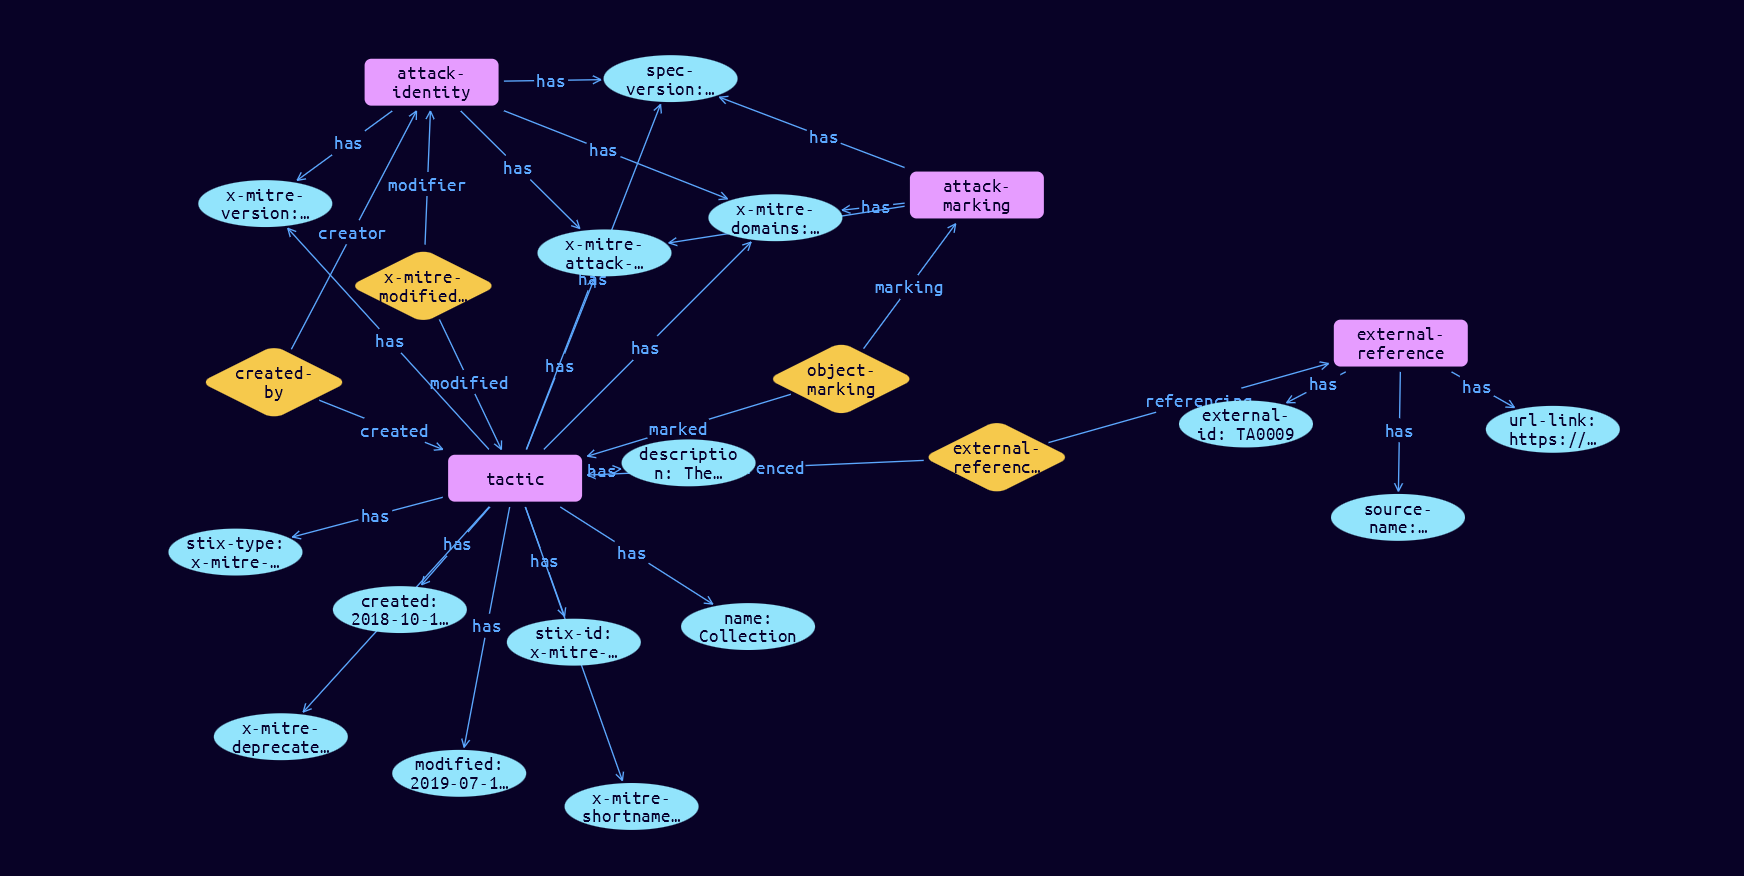 attack-
identity
has
spec-
version:…
has
has
has
has
modifier
x-mitre-
version:…
creator
x-mitre-
domains:…
has
attack-
marking
x-mitre-
attack-…
has
x-mitre-
modified…
marking
has
has
has
created-
by
modified
object-
marking
external-
reference
has
has
referencing
external-
id: TA0009
url-link:
https://…
has
created
marked
tactic
has
descriptio
n: The…
enced
external-
referenc…
has
source-
name:…
stix-type:
x-mitre-…
has
has
has
created:
2018-10-1…
has
stix-id:
x-mitre-…
name:
Collection
x-mitre-
deprecate…
modified:
2019-07-1…
x-mitre-
shortname…